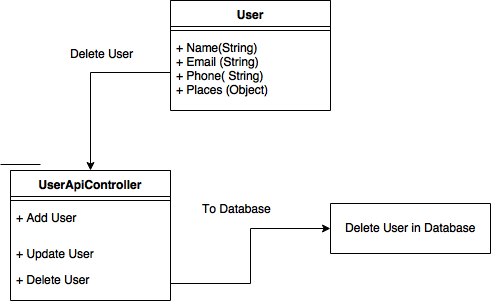 User
+ Name(String)
+ Email (String)
+ Phone( String)
+ Places (Object)
Delete User
UserApiController
+ Add User
+ Update User
+ Delete User
To Database
Delete User in Database